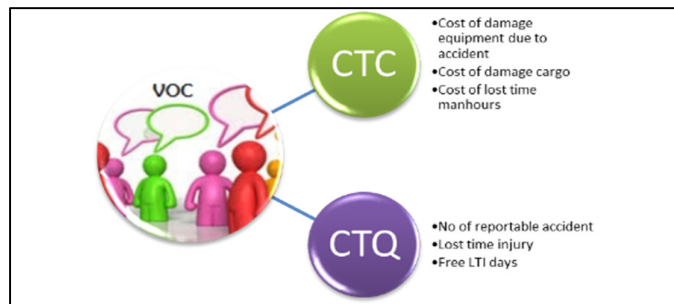 VOC
CTC
•Cost of damage
equipment due to
accident
•Cost of damage cargo
•Cost of lost time
manhours
CTQ
•No of reportable accident
•Lost time injury
•Free LTI days